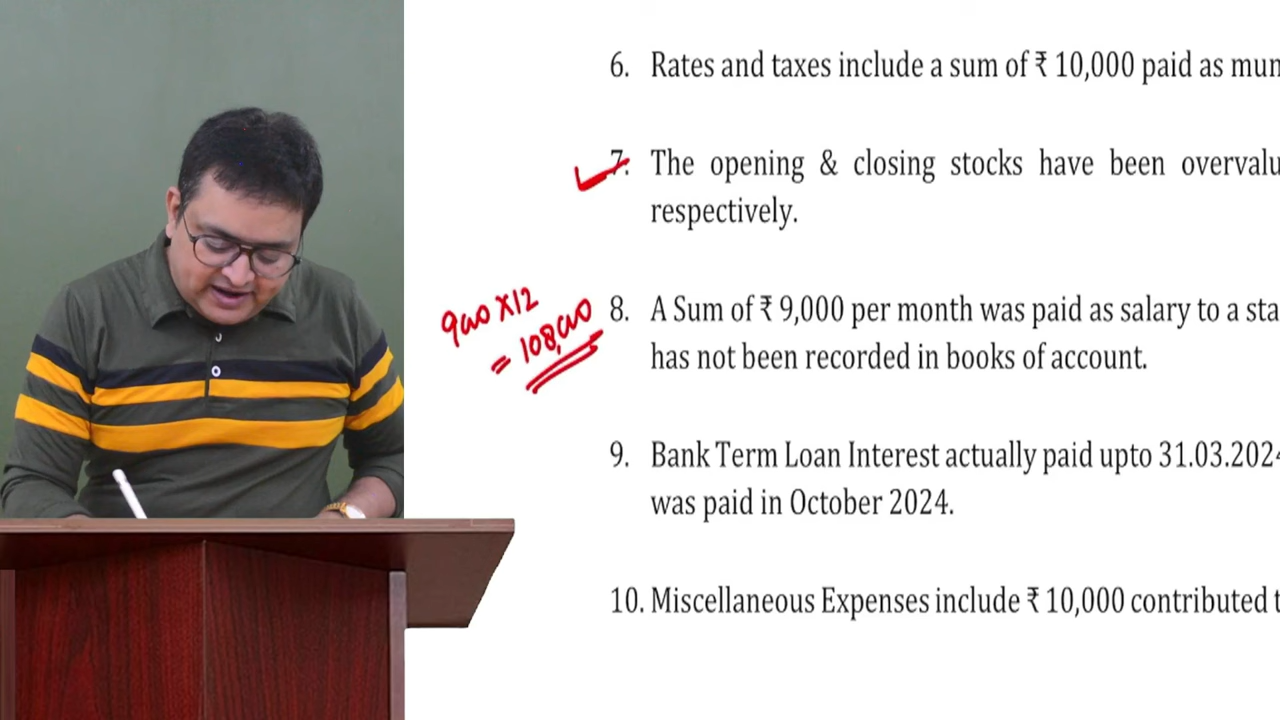 6. Rates and taxes include a sum of ₹ 10,000 paid as mun
7. The opening & closing stocks have been overvalu
respectively.
9000 X12
= 108,000
8. A Sum of ₹ 9,000 per month was paid as salary to a sta
has not been recorded in books of account.
9. Bank Term Loan Interest actually paid upto 31.03.2024
was paid in October 2024.
10. Miscellaneous Expenses include ₹ 10,000 contributed t